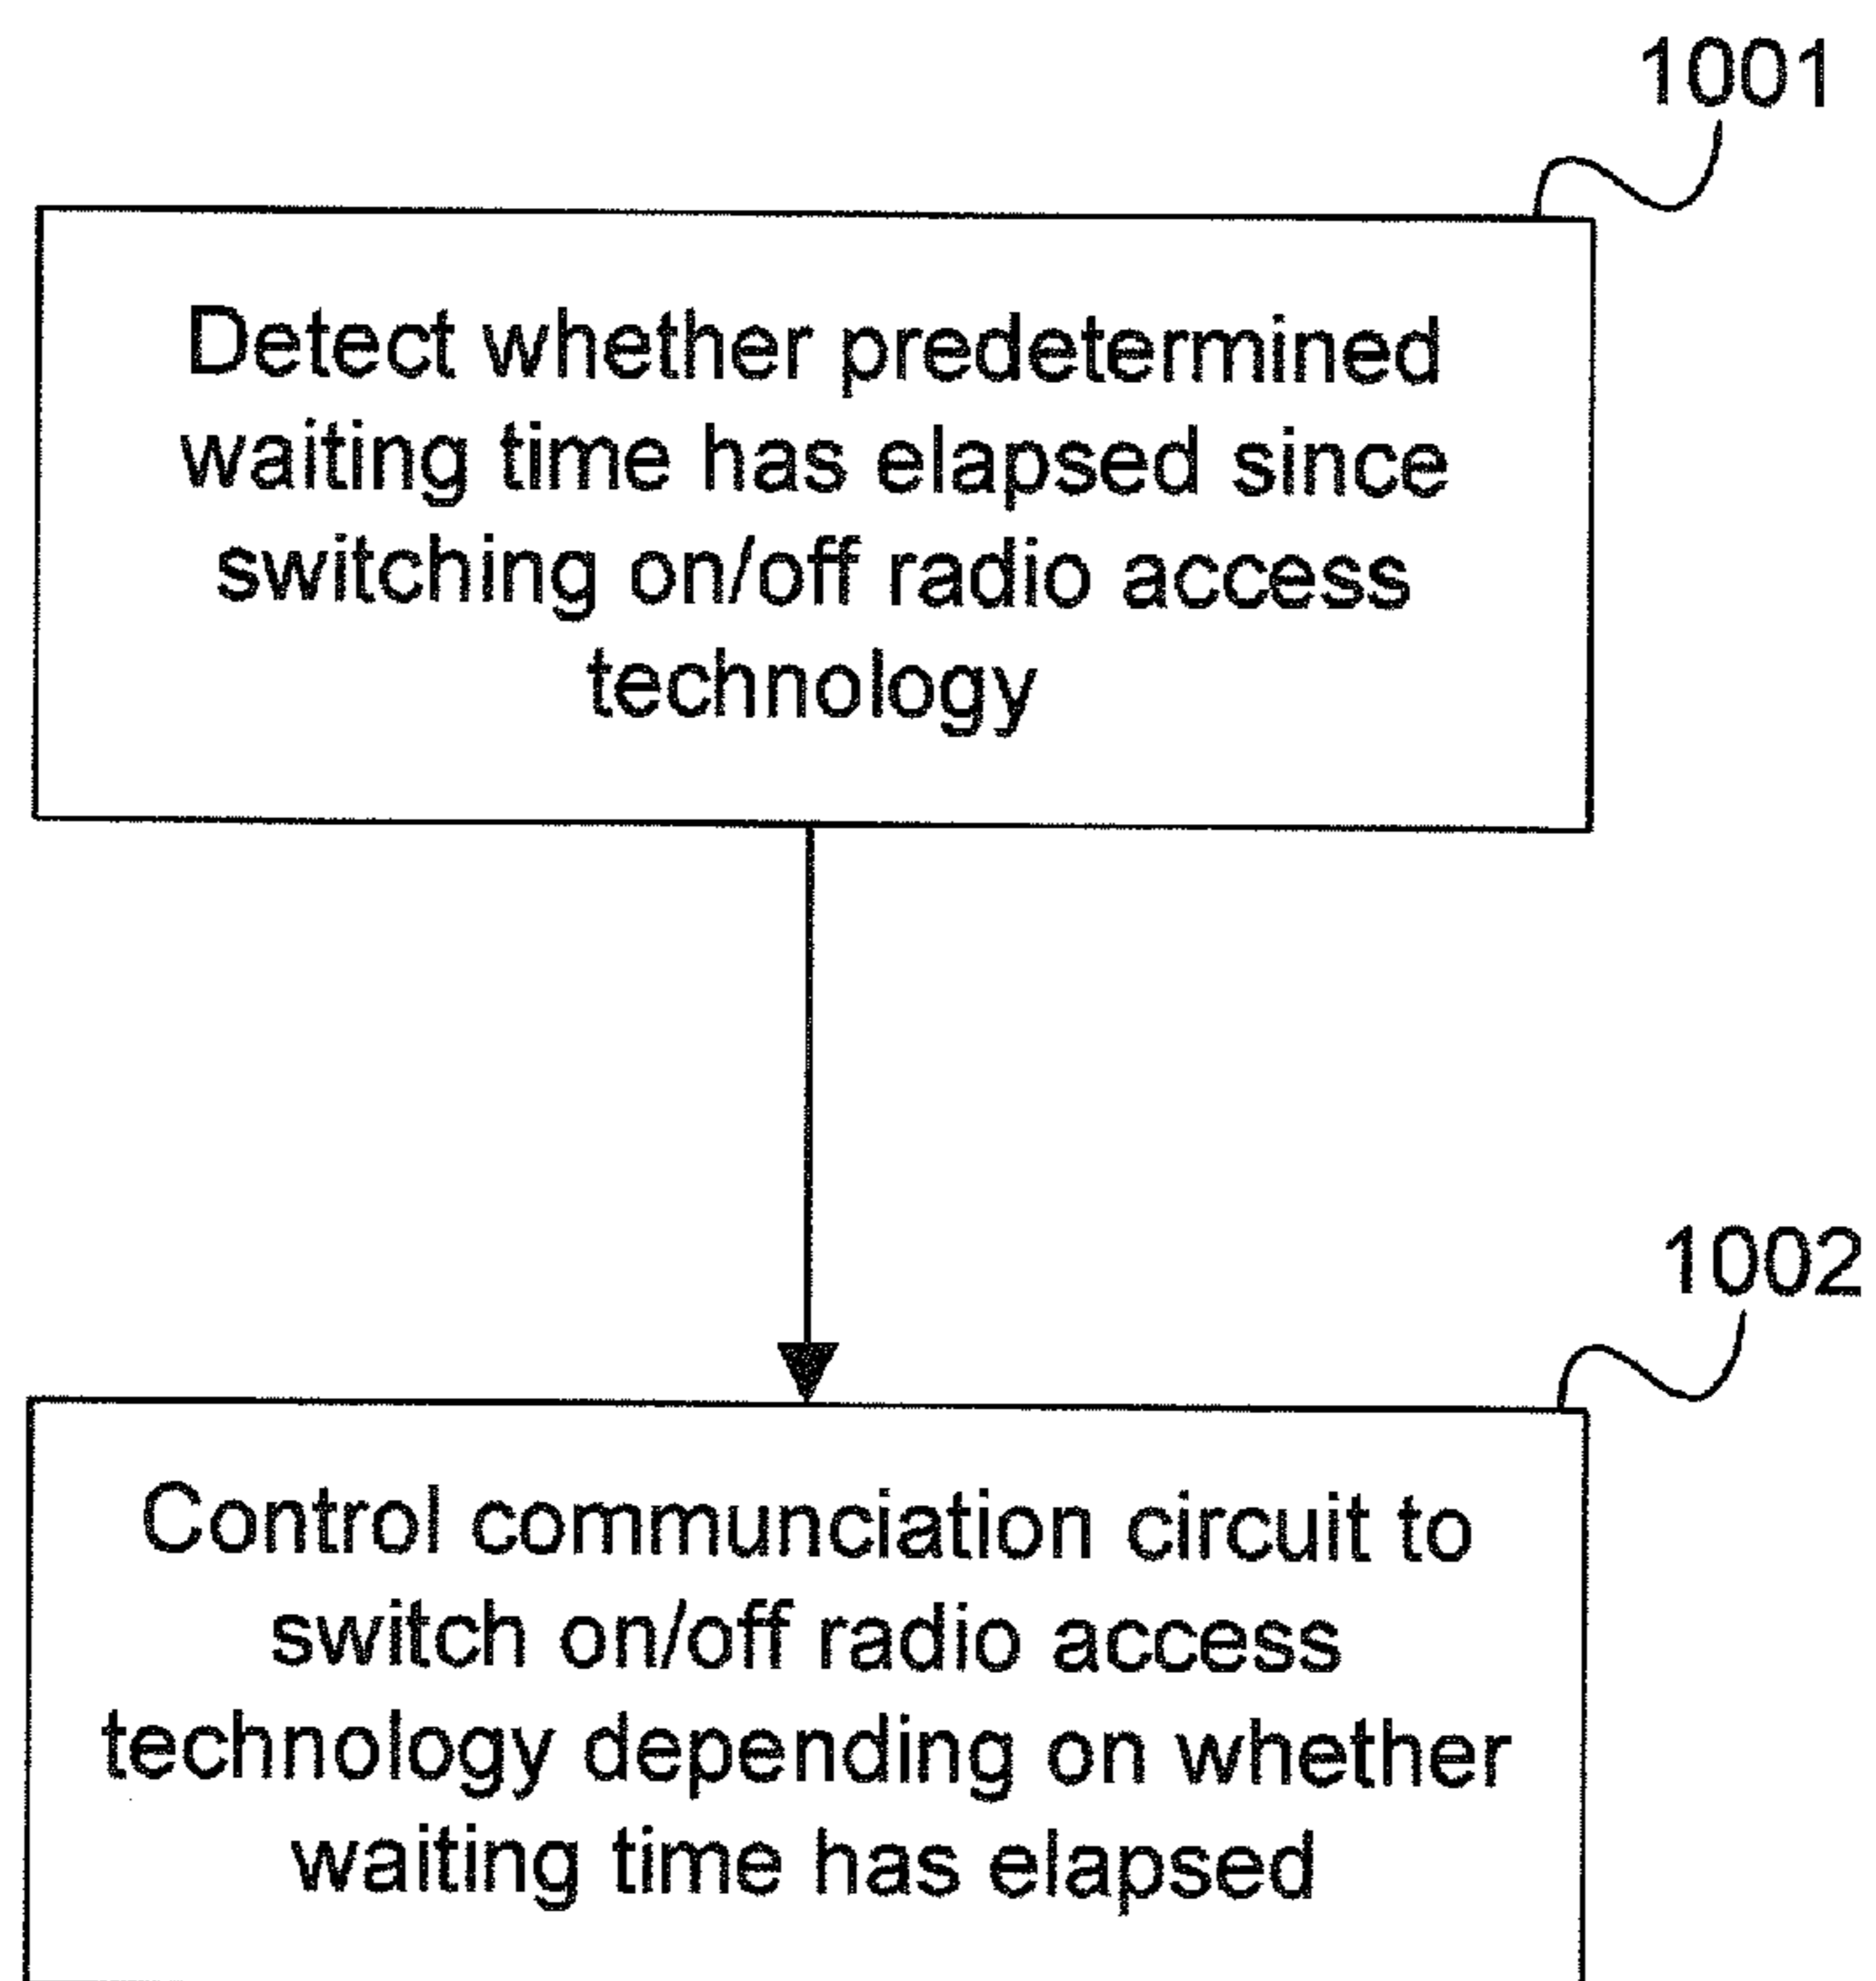 1001
Detect whether predetermined
waiting time has elapsed since
switching on/off radio access
technology
1002
Control communciation circuit to
switch on/off radio access
technology depending on whether
waiting time has elapsed